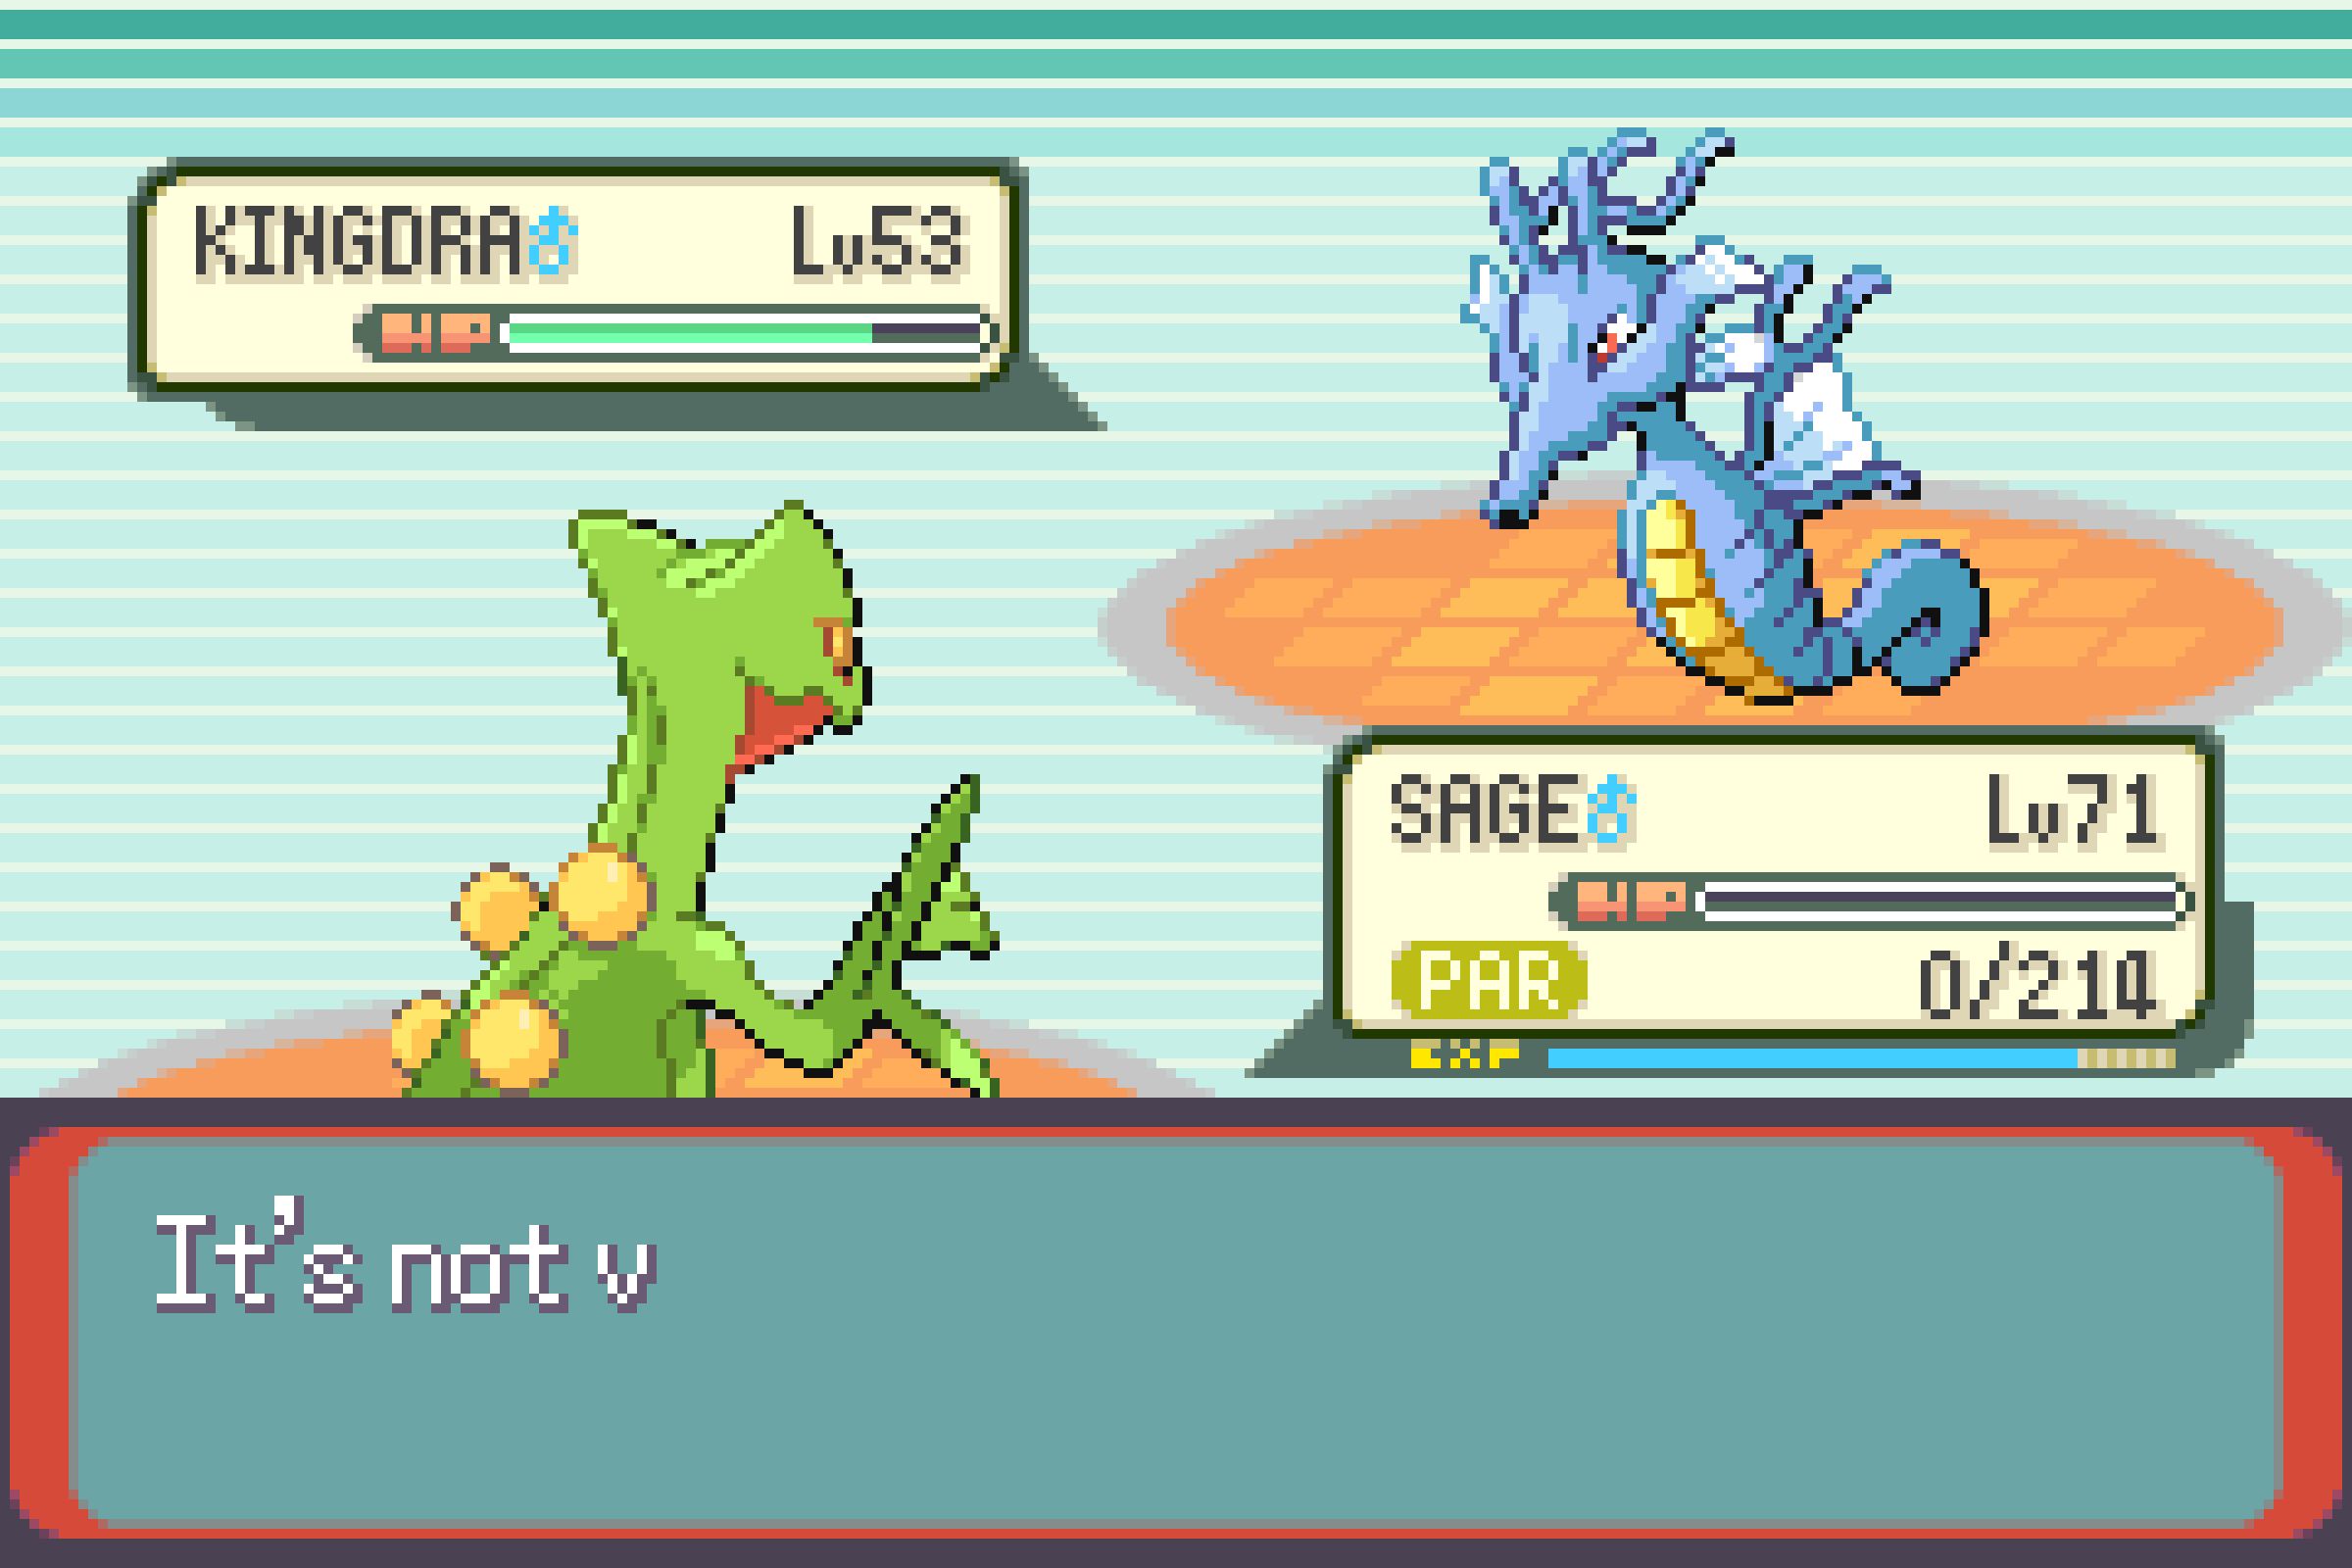 KINGDRA♂ Lv53
HP
SAGE♂ Lv71
HP
PAR 0/214
EXP
It's not v